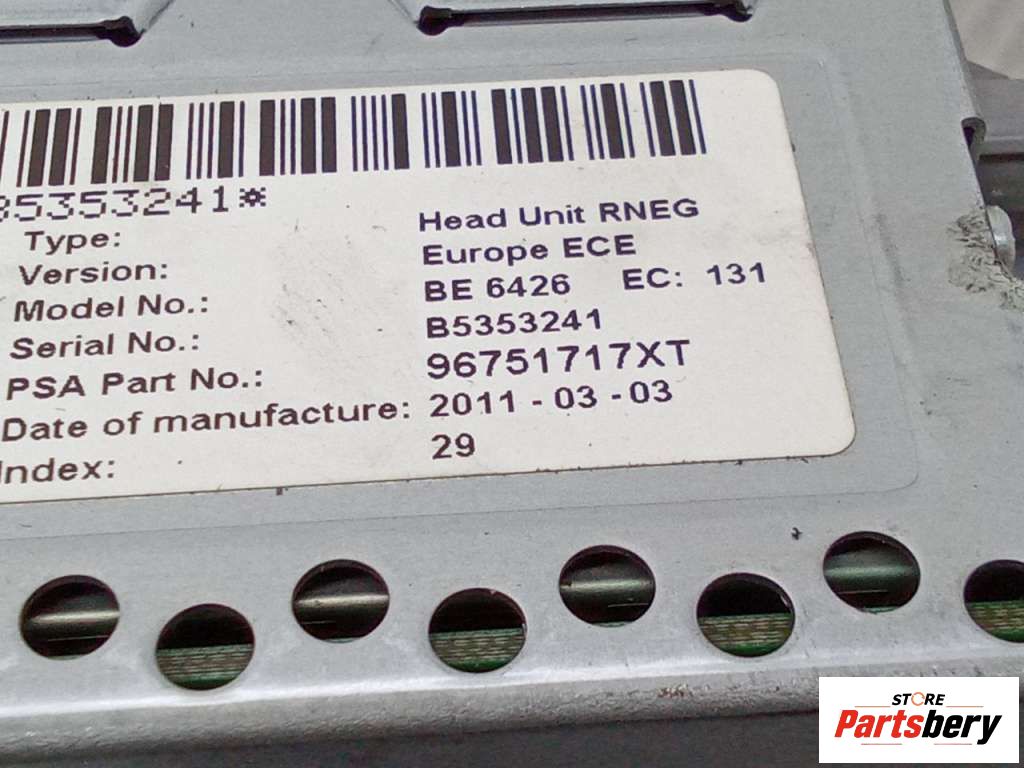 B5353241*
Type: Head Unit RNEG
Version: Europe ECE
Model No.: BE 6426 EC: 131
Serial No.: B5353241
PSA Part No.: 96751717XT
Date of manufacture: 2011 - 03 - 03
Index: 29
STORE
Partsbery